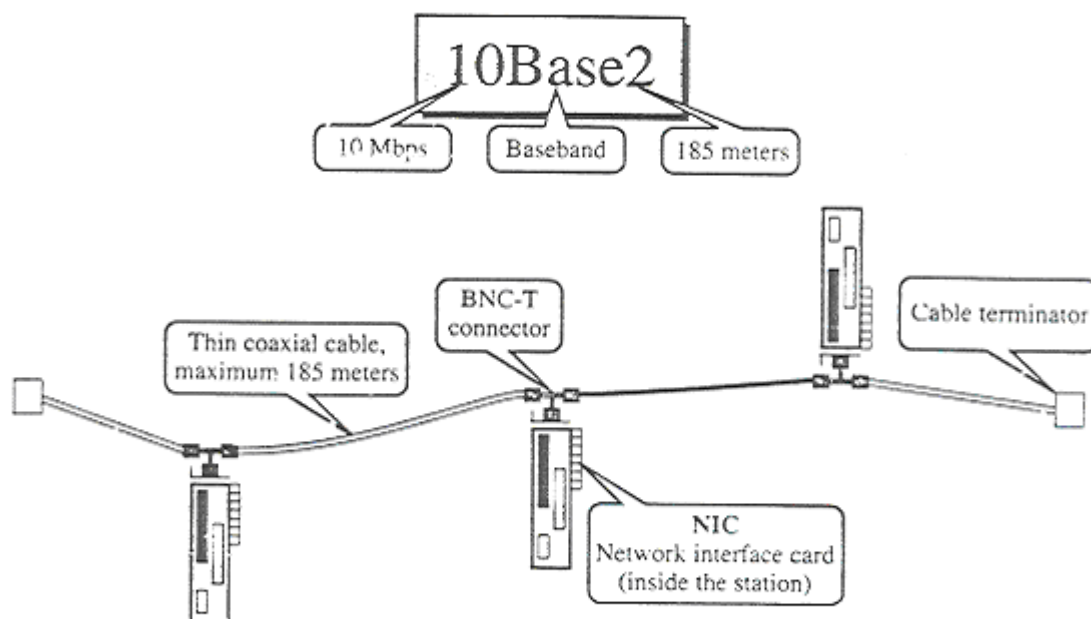 10Base2
10 Mbps
Baseband
185 meters
BNC-T
connector
Thin coaxial cable,
maximum 185 meters
Cable terminator
NIC
Network interface card
(inside the station)